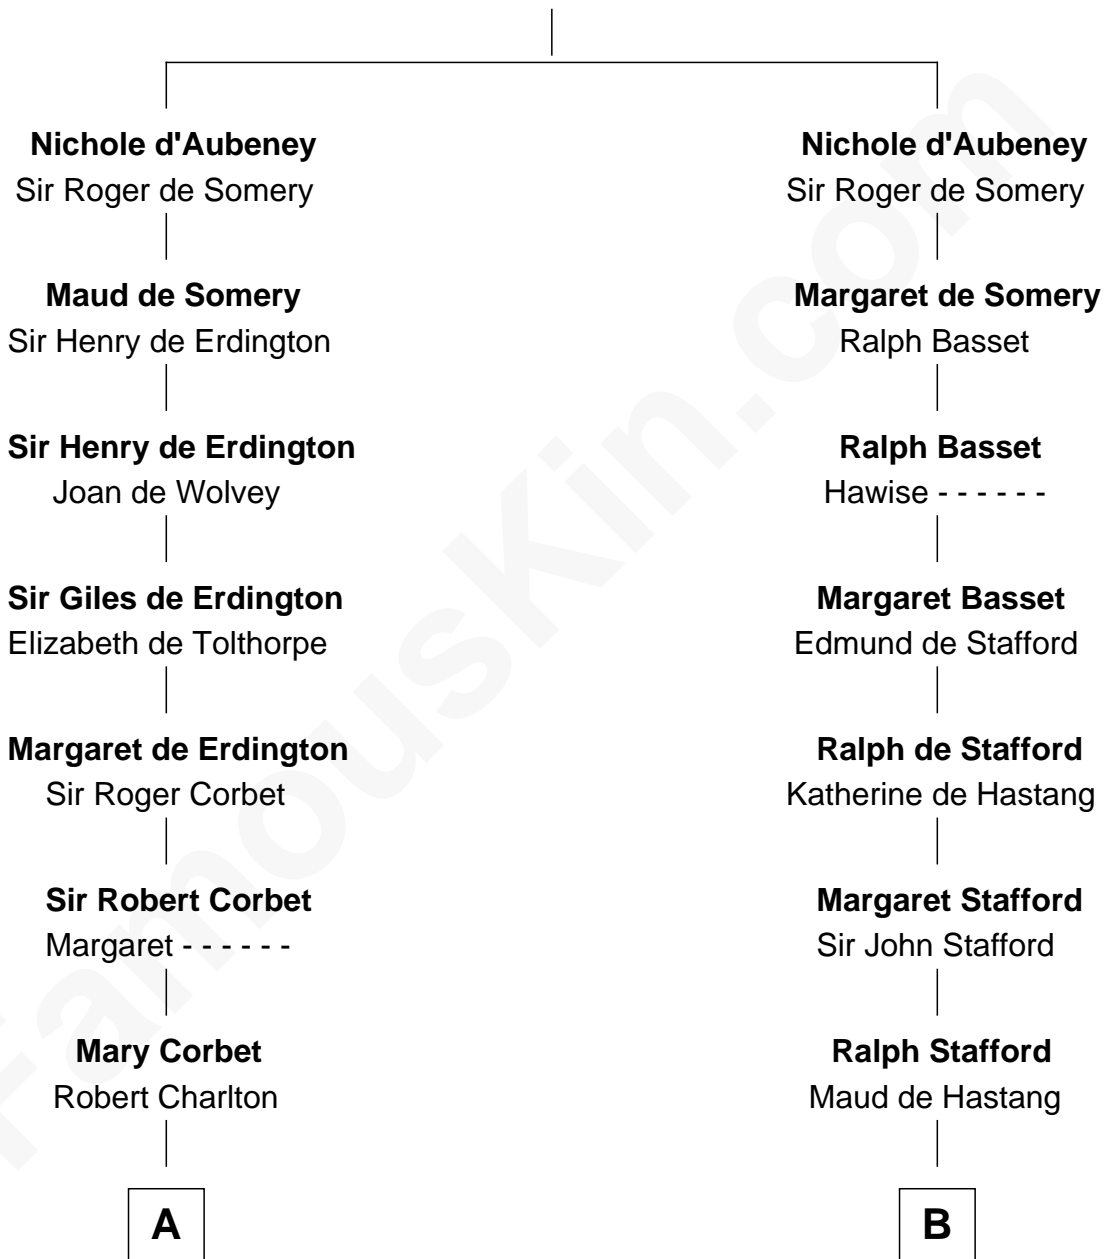 Nichole d'Aubeney
Sir Roger de Somery
Maud de Somery
Sir Henry de Erdington
Sir Henry de Erdington
Joan de Wolvey
Sir Giles de Erdington
Elizabeth de Tolthorpe
Margaret de Erdington
Sir Roger Corbet
Sir Robert Corbet
Margaret - - - - - -
Mary Corbet
Robert Charlton
A
Nichole d'Aubeney
Sir Roger de Somery
Margaret de Somery
Ralph Basset
Ralph Basset
Hawise - - - - - -
Margaret Basset
Edmund de Stafford
Ralph de Stafford
Katherine de Hastang
Margaret Stafford
Sir John Stafford
Ralph Stafford
Maud de Hastang
B
FamousKin.com